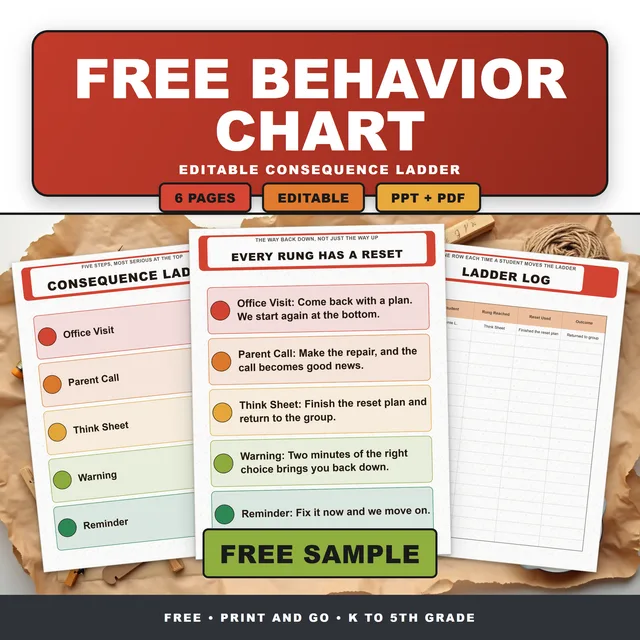 FREE BEHAVIOR
CHART
EDITABLE CONSEQUENCE LADDER
6 PAGES
EDITABLE
PPT + PDF
FIVE STEPS, MOST SERIOUS AT THE TOP
CONSEQUENCE LAD
Office Visit
Parent Call
Think Sheet
Warning
Reminder
THE WAY BACK DOWN, NOT JUST THE WAY UP
EVERY RUNG HAS A RESET
Office Visit: Come back with a plan.
We start again at the bottom.
Parent Call: Make the repair, and the
call becomes good news.
Think Sheet: Finish the reset plan and
return to the group.
Warning: Two minutes of the right
choice brings you back down.
Reminder: Fix it now and we move on.
ROW EACH TIME A STUDENT MOVES THE LADDER
LADDER LOG
Rung Reached
Reset Used
Outcome
Think Sheet
Finished the reset plan
Returned to group
FREE SAMPLE
FREE • PRINT AND GO • K TO 5TH GRADE